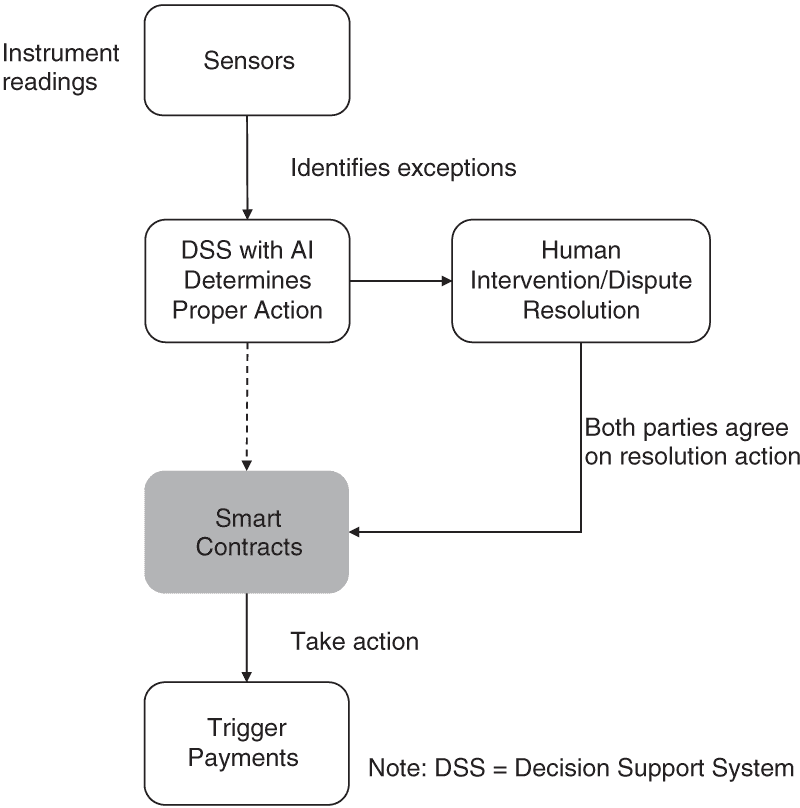 Instrument
readings
Sensors
Identifies exceptions
DSS with AI
Determines
Proper Action
Human
Intervention/Dispute
Resolution
Both parties agree
on resolution action
Smart
Contracts
Take action
Trigger
Payments
Note: DSS = Decision Support System